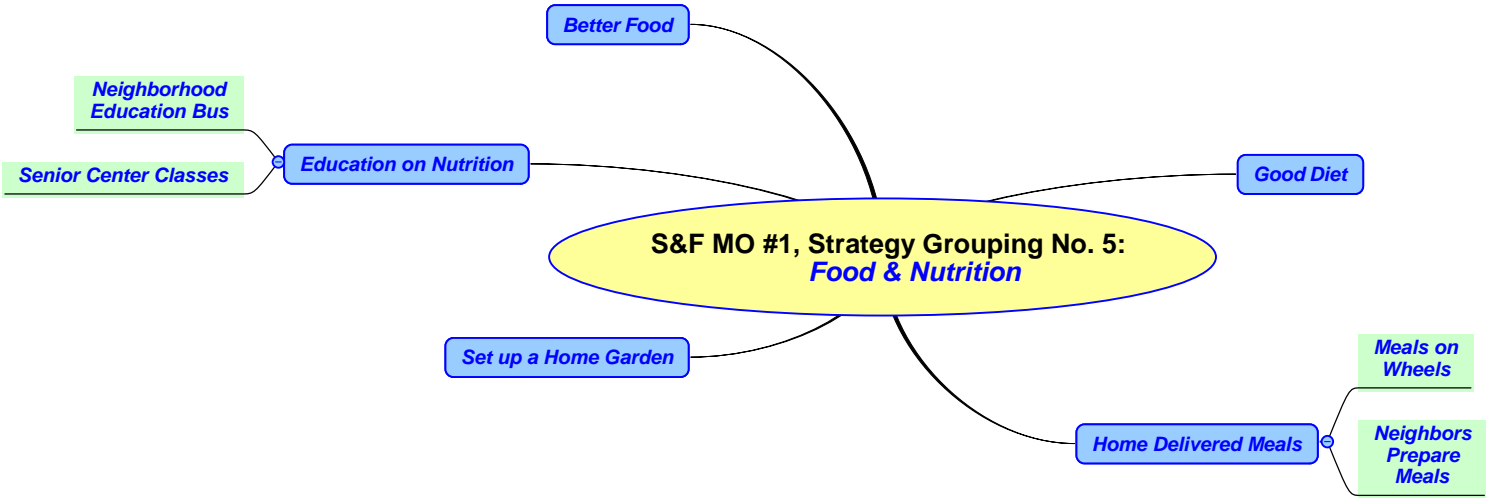 Better Food
Neighborhood
Education Bus
Education on Nutrition
Senior Center Classes
Good Diet
S&F MO #1, Strategy Grouping No. 5:
Food & Nutrition
Set up a Home Garden
Meals on
Wheels
Home Delivered Meals
Neighbors
Prepare
Meals